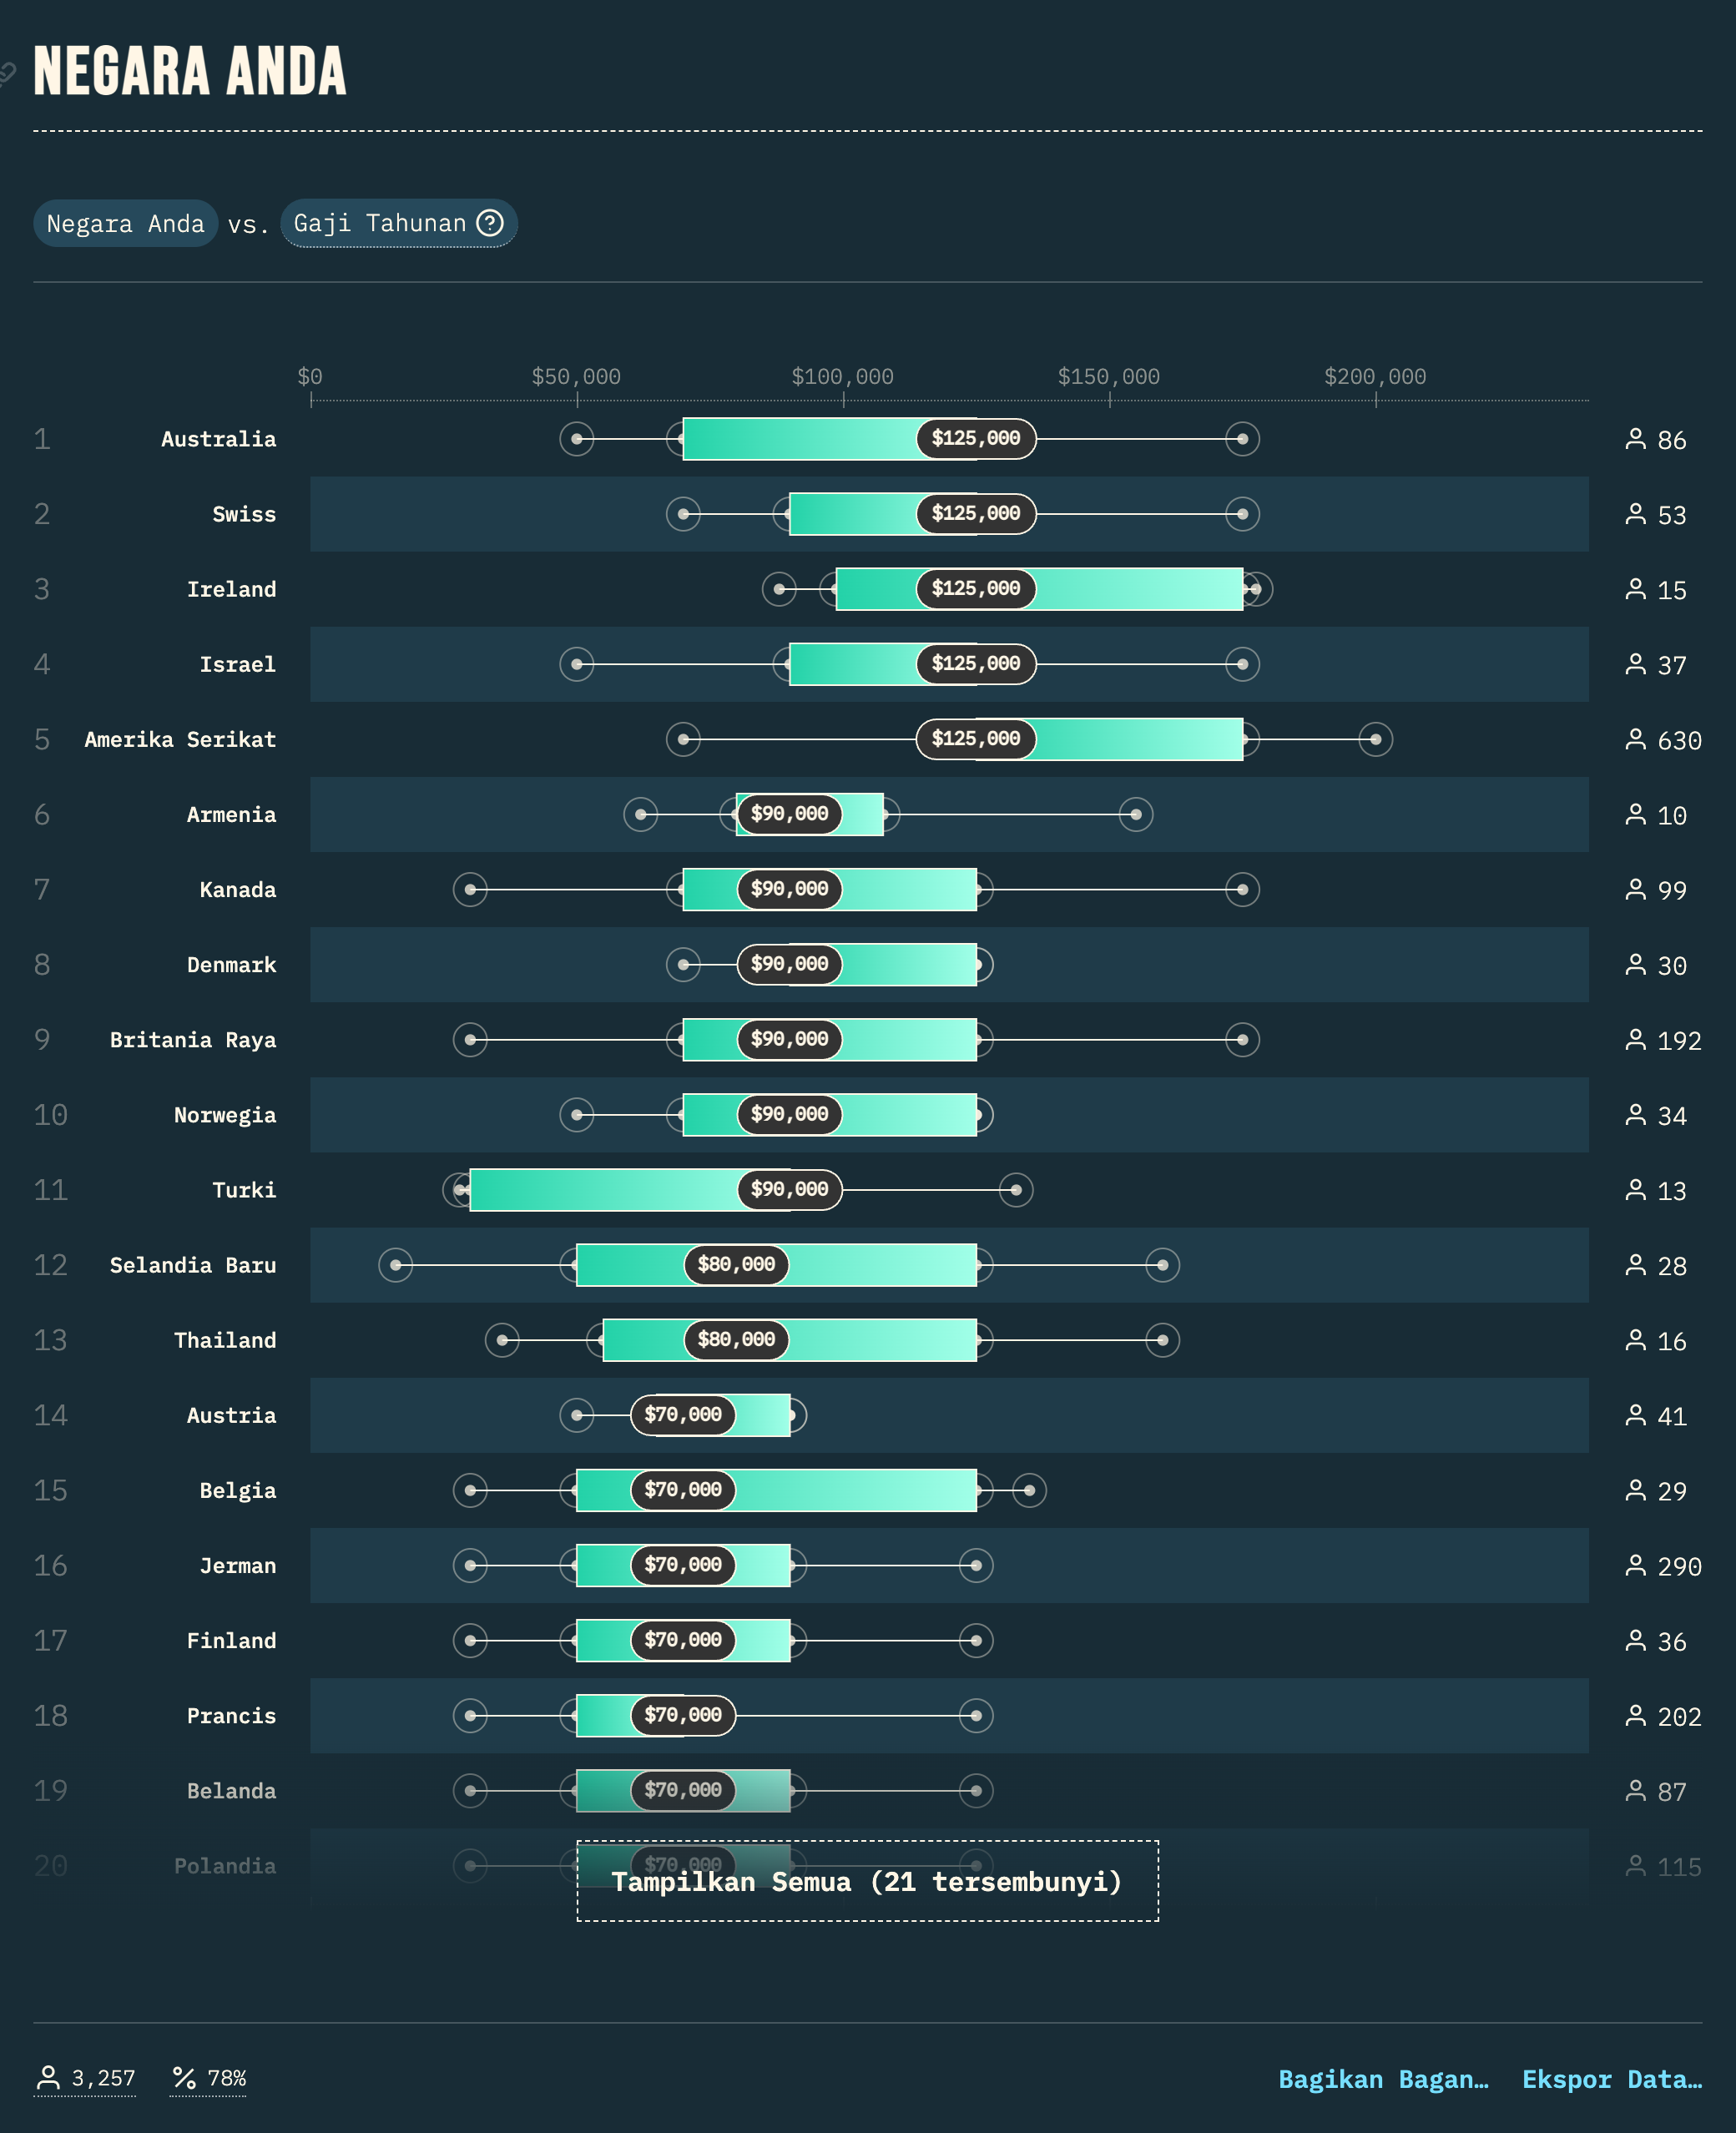 NEGARA ANDA
Negara Anda vs. Gaji Tahunan ?
$0 $50,000 $100,000 $150,000 $200,000
1 Australia $125,000 86
2 Swiss $125,000 53
3 Ireland $125,000 15
4 Israel $125,000 37
5 Amerika Serikat $125,000 630
6 Armenia $90,000 10
7 Kanada $90,000 99
8 Denmark $90,000 30
9 Britania Raya $90,000 192
10 Norwegia $90,000 34
11 Turki $90,000 13
12 Selandia Baru $80,000 28
13 Thailand $80,000 16
14 Austria $70,000 41
15 Belgia $70,000 29
16 Jerman $70,000 290
17 Finland $70,000 36
18 Prancis $70,000 202
19 Belanda $70,000 87
20 Polandia $70,000 115
Tampilkan Semua (21 tersembunyi)
3,257 78% Bagikan Bagan… Ekspor Data…